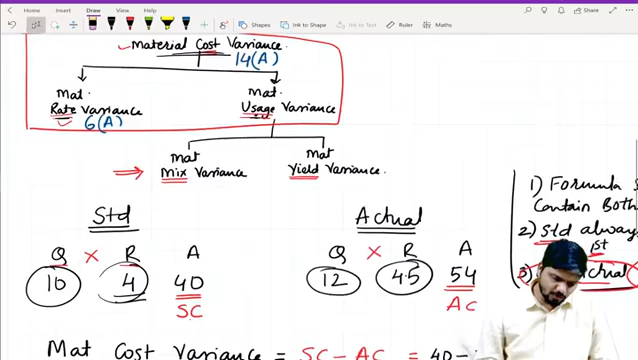 File Home Insert Draw View Help
Shapes Ink to Shape Ink to Text Ruler Maths
Material Cost Variance.
14(A)
Mat. Mat.
Rate Variance Usage Variance
6(A)
Mat Mat
Mix Variance Yield Variance.
1) Formula
Contain Both
2) Std always
1st
3) Actual
Std Actual
Q × R A Q × R A
10 4 40 12 4.5 54
SC AC
Mat Cost Variance = SC - AC = 40 -